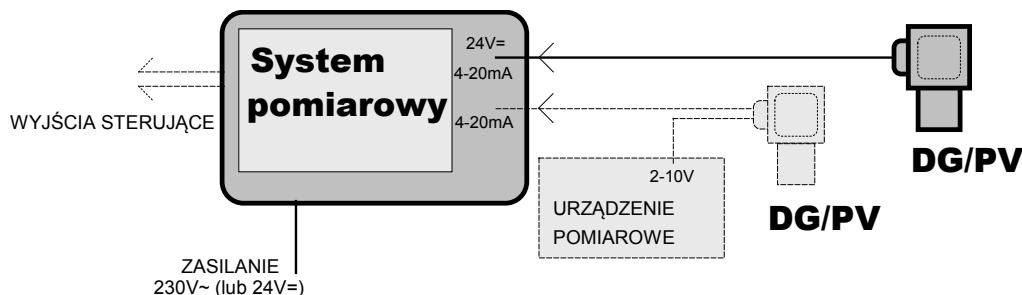 System
pomiarowy
24V=
4-20mA
4-20mA
WYJŚCIA STERUJĄCE
DG/PV
2-10V
URZĄDZENIE
POMIAROWE
DG/PV
ZASILANIE
230V~ (lub 24V=)